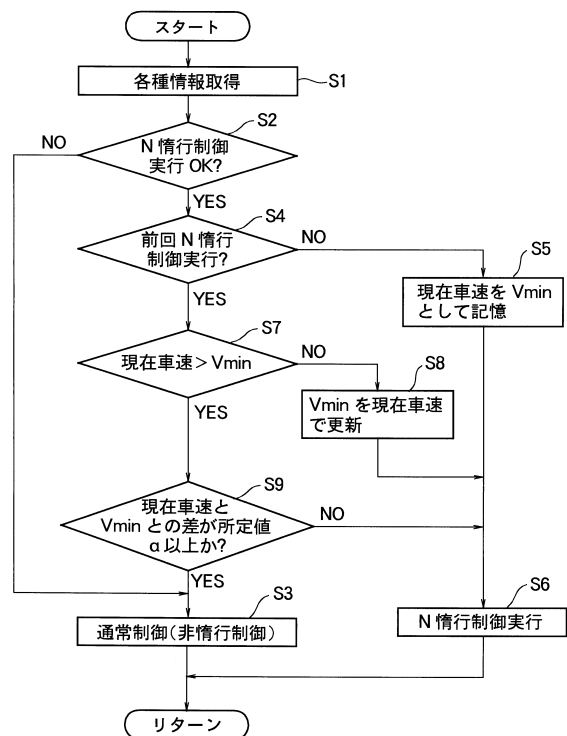 スタート
各種情報取得
S1
S2
NO
N 惰行制御
実行 OK?
YES
S4
前回 N 惰行
制御実行?
NO
S5
現在車速を Vmin
として記憶
YES
S7
現在車速＞Vmin
NO
S8
Vmin を現在車速
で更新
YES
S9
現在車速と
Vmin との差が所定値
α以上か?
NO
YES
S3
通常制御(非惰行制御)
S6
N 惰行制御実行
リターン